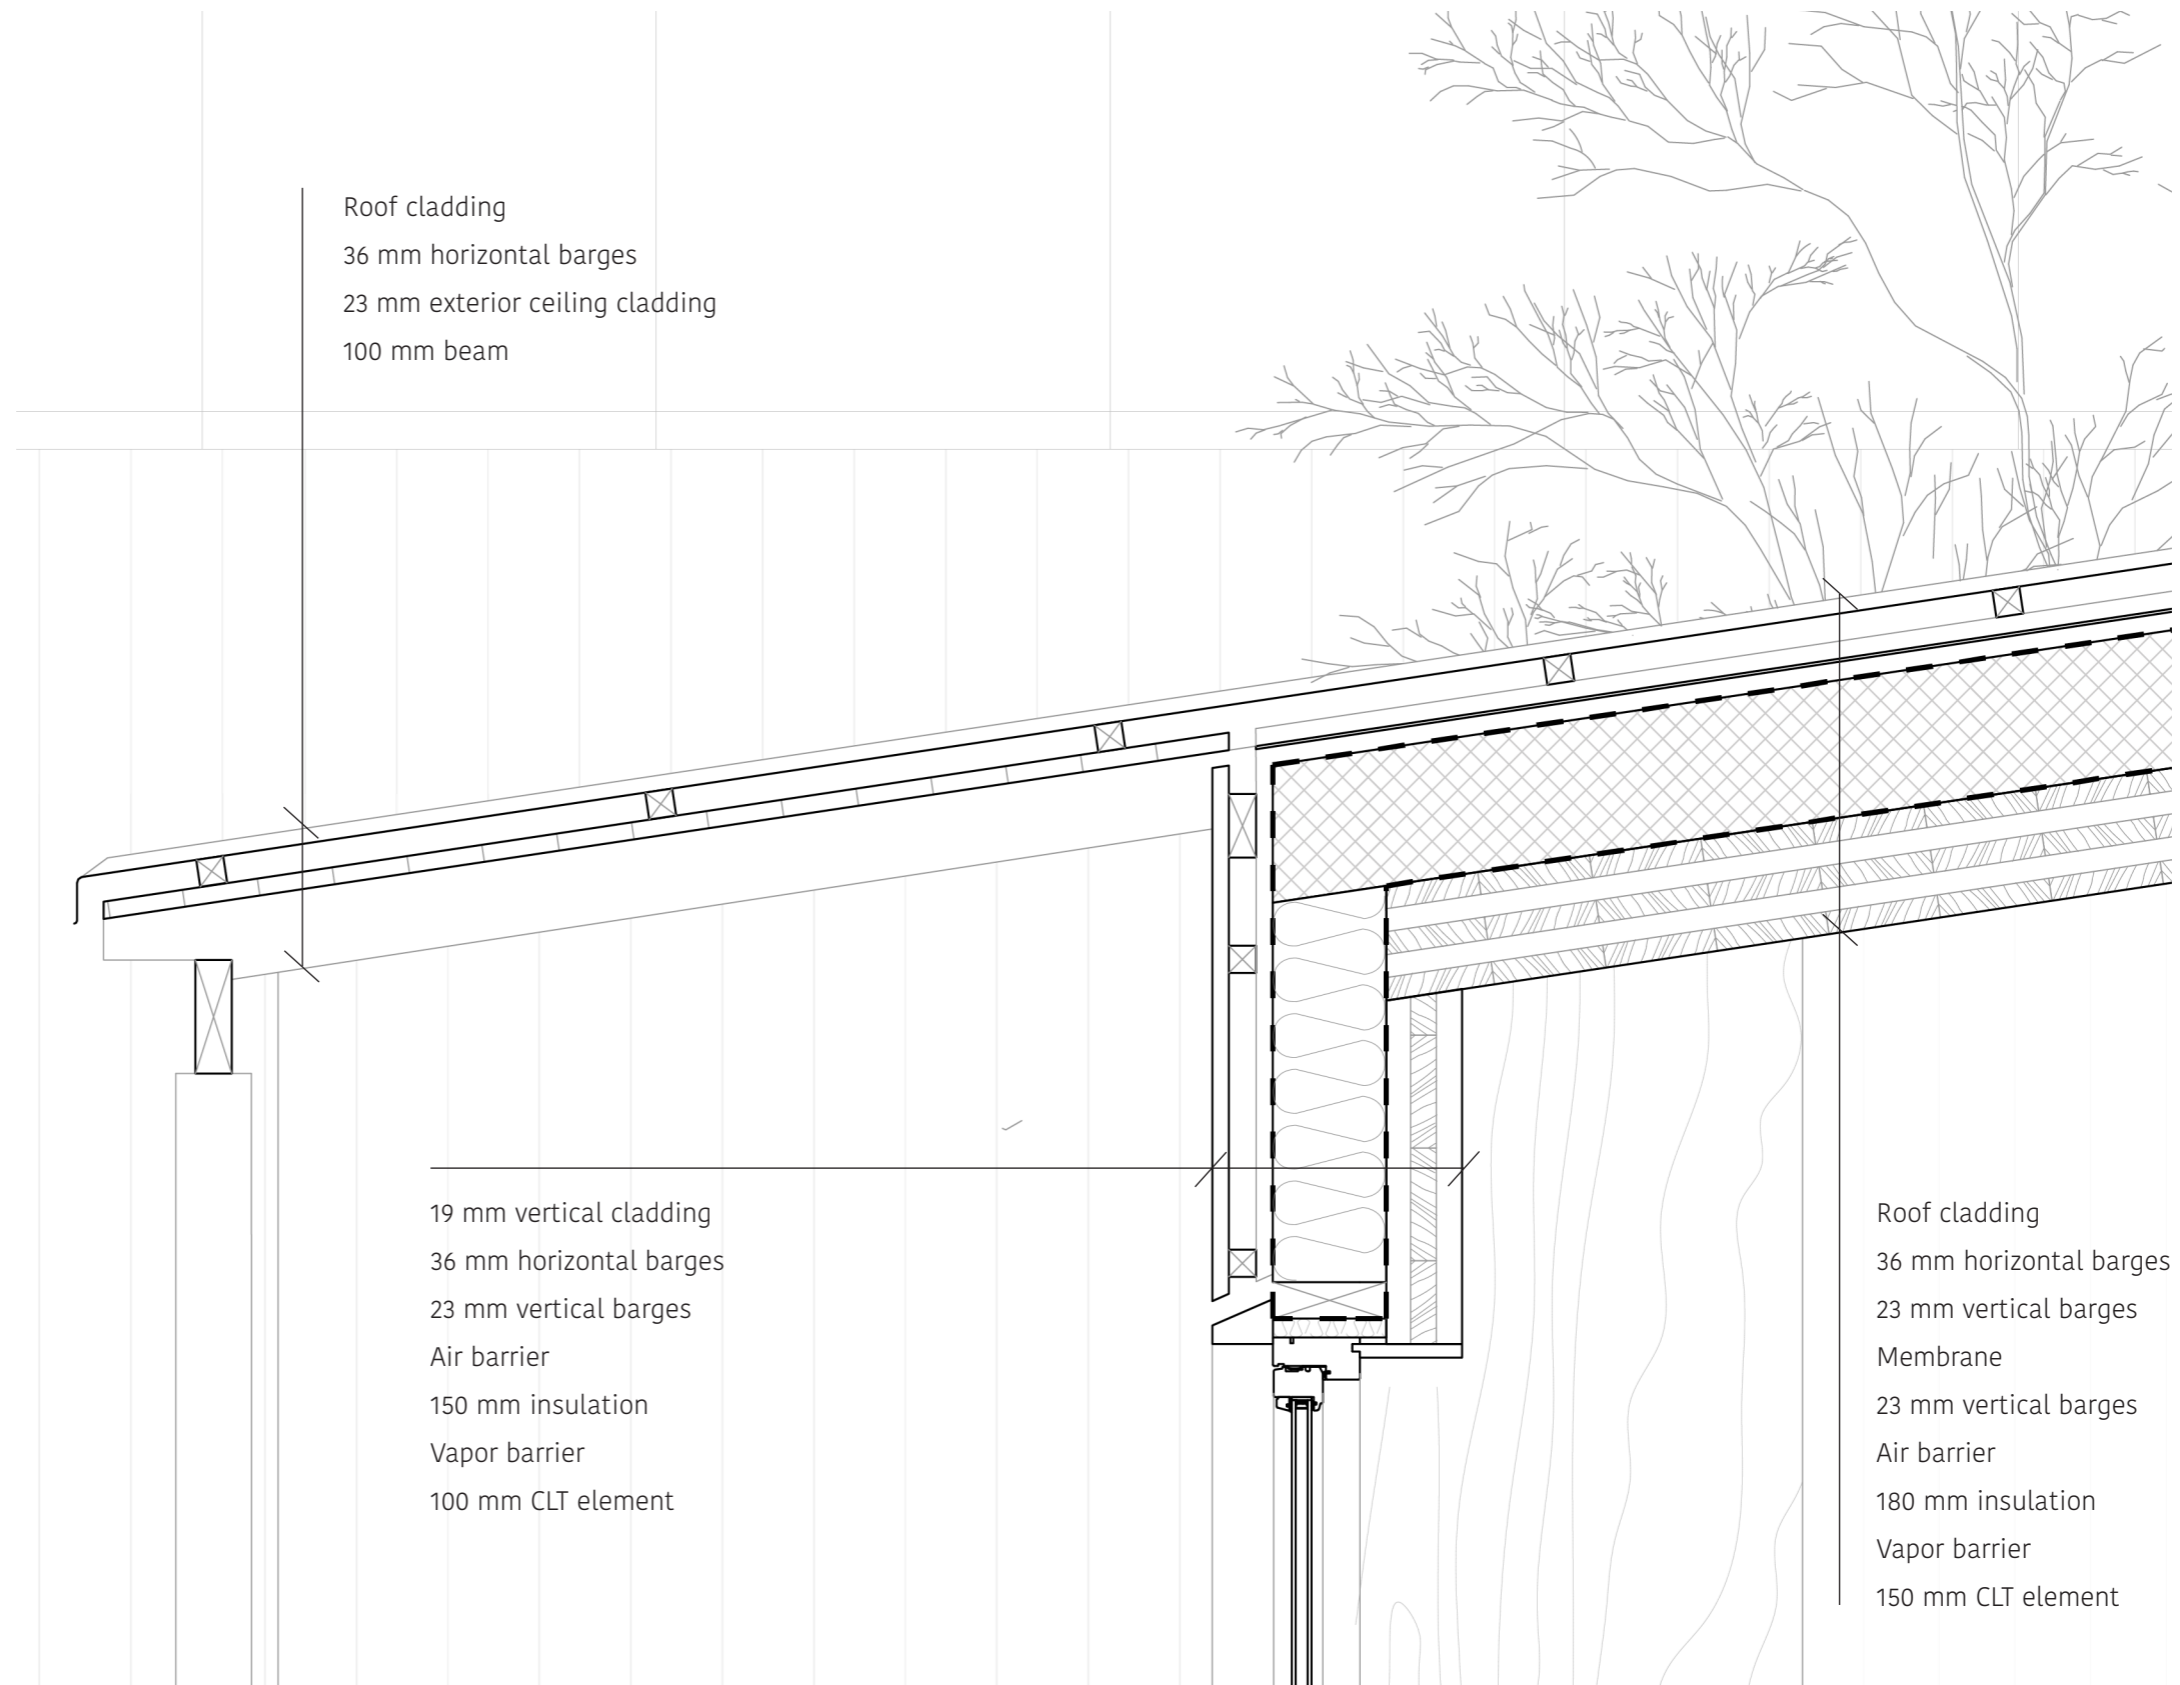 Roof cladding
36 mm horizontal barges
23 mm exterior ceiling cladding
100 mm beam
19 mm vertical cladding
36 mm horizontal barges
23 mm vertical barges
Air barrier
150 mm insulation
Vapor barrier
100 mm CLT element
Roof cladding
36 mm horizontal barges
23 mm vertical barges
Membrane
23 mm vertical barges
Air barrier
180 mm insulation
Vapor barrier
150 mm CLT element